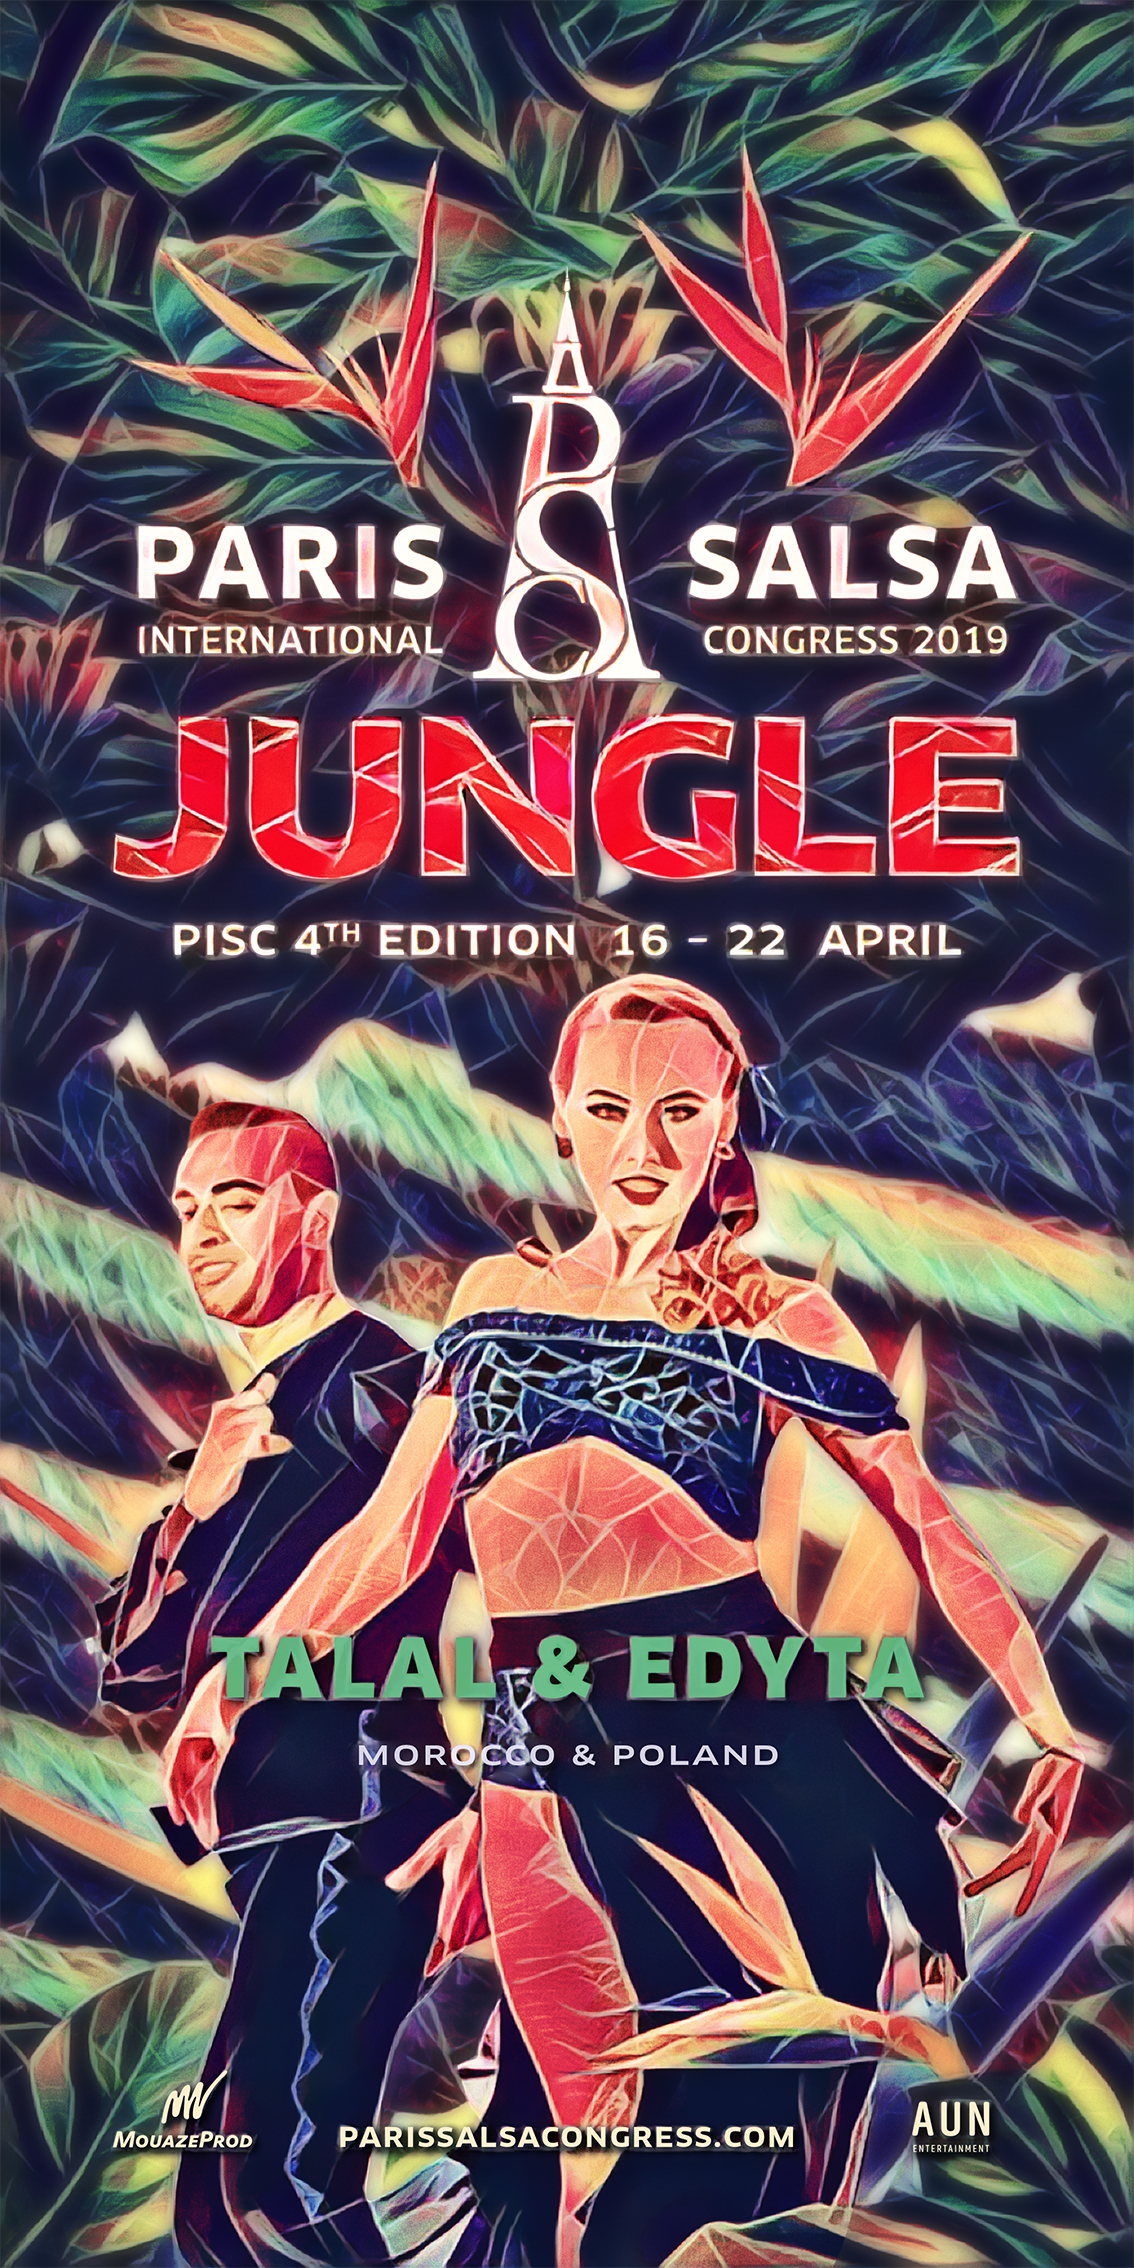 PSC
PARIS SALSA
INTERNATIONAL CONGRESS 2019
JUNGLE
PISC 4TH EDITION 16 - 22 APRIL
TALAL & EDYTA
MOROCCO & POLAND
MOUAZEPROD
PARISSALSACONGRESS.COM
AUN
ENTERTAINMENT